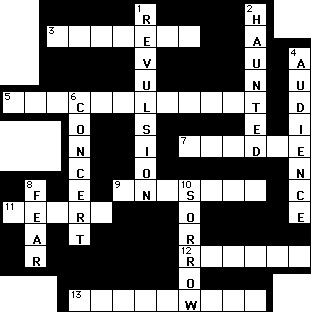 1 2
R H
3 E A
V U 4
U N A
5 6 L T U
C S E D
O I 7 D I
N O E
8 C 9 N 10 N
F E S C
11 E R O E
A T R
R 12 R
O
13 W